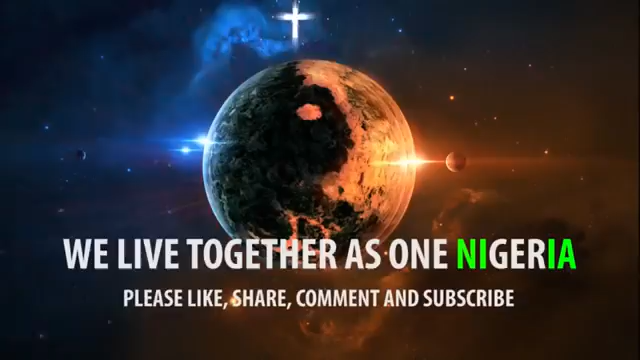 WE LIVE TOGETHER AS ONE NIGERIA
PLEASE LIKE, SHARE, COMMENT AND SUBSCRIBE